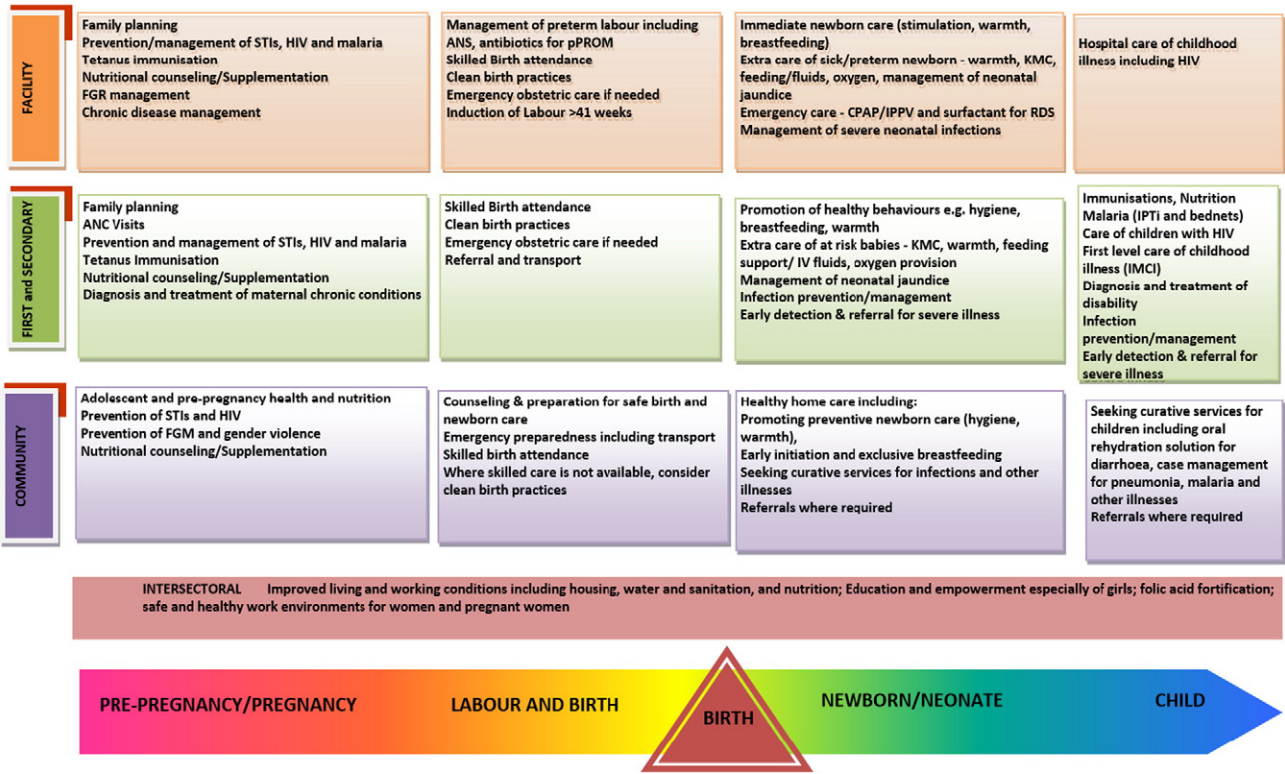 FACILITY
Family planning
Prevention/management of STIs, HIV and malaria
Tetanus immunisation
Nutritional counseling/Supplementation
FGR management
Chronic disease management
Management of preterm labour including
ANS, antibiotics for pPROM
Skilled Birth attendance
Clean birth practices
Emergency obstetric care if needed
Induction of Labour >41 weeks
Immediate newborn care (stimulation, warmth,
breastfeeding)
Extra care of sick/preterm newborn - warmth, KMC,
feeding/fluids, oxygen, management of neonatal
jaundice
Emergency care - CPAP/IPPV and surfactant for RDS
Management of severe neonatal infections
Hospital care of childhood
illness including HIV
FIRST and SECONDARY
Family planning
ANC Visits
Prevention and management of STIs, HIV and malaria
Tetanus Immunisation
Nutritional counseling/Supplementation
Diagnosis and treatment of maternal chronic conditions
Skilled Birth attendance
Clean birth practices
Emergency obstetric care if needed
Referral and transport
Promotion of healthy behaviours e.g. hygiene,
breastfeeding, warmth
Extra care of at risk babies - KMC, warmth, feeding
support/ IV fluids, oxygen provision
Management of neonatal jaundice
Infection prevention/management
Early detection & referral for severe illness
Immunisations, Nutrition
Malaria (IPTi and bednets)
Care of children with HIV
First level care of childhood
illness (IMCI)
Diagnosis and treatment of
disability
Infection
prevention/management
Early detection & referral for
severe illness
COMMUNITY
Adolescent and pre-pregnancy health and nutrition
Prevention of STIs and HIV
Prevention of FGM and gender violence
Nutritional counseling/Supplementation
Counseling & preparation for safe birth and
newborn care
Emergency preparedness including transport
Skilled birth attendance
Where skilled care is not available, consider
clean birth practices
Healthy home care including:
Promoting preventive newborn care (hygiene,
warmth),
Early initiation and exclusive breastfeeding
Seeking curative services for infections and other
illnesses
Referrals where required
Seeking curative services for
children including oral
rehydration solution for
diarrhoea, case management
for pneumonia, malaria and
other illnesses
Referrals where required
INTERSECTORAL Improved living and working conditions including housing, water and sanitation, and nutrition; Education and empowerment especially of girls; folic acid fortification;
safe and healthy work environments for women and pregnant women
PRE-PREGNANCY/PREGNANCY
LABOUR AND BIRTH
BIRTH
NEWBORN/NEONATE
CHILD